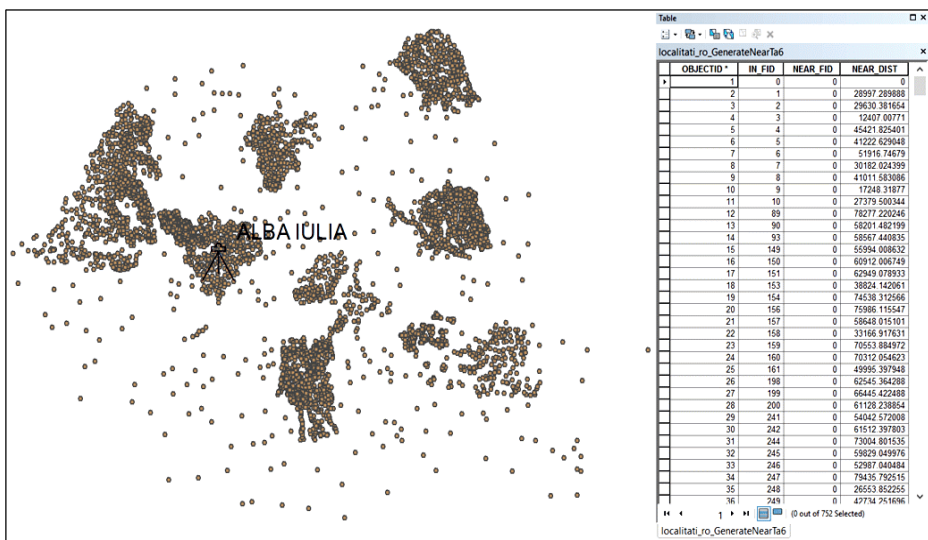 ALBA IULIA
Table
localitati_ro_GenerateNearTa6
OBJECTID * IN_FID NEAR_FID NEAR_DIST
1 0 0 0
2 1 0 28997.289888
3 2 0 29630.381654
4 3 0 12407.00771
5 4 0 45421.825401
6 5 0 41222.629048
7 6 0 51916.74679
8 7 0 30182.024399
9 8 0 41011.583086
10 9 0 17248.31877
11 10 0 27379.500344
12 89 0 78277.220246
13 90 0 58201.482199
14 93 0 58567.440835
15 149 0 55994.008632
16 150 0 60912.006749
17 151 0 62949.078933
18 153 0 38824.142061
19 154 0 74538.312566
20 156 0 75986.115547
21 157 0 58648.015101
22 158 0 33166.917631
23 159 0 70553.884972
24 160 0 70312.054623
25 161 0 49995.397948
26 198 0 62545.364288
27 199 0 66445.422488
28 200 0 61128.238854
29 241 0 54042.572008
30 242 0 61512.397803
31 244 0 73004.801535
32 245 0 59829.049976
33 246 0 52987.040484
34 247 0 79435.792515
35 248 0 26553.852255
36 249 0 42734.251696
1 (0 out of 752 Selected)
localitati_ro_GenerateNearTa6